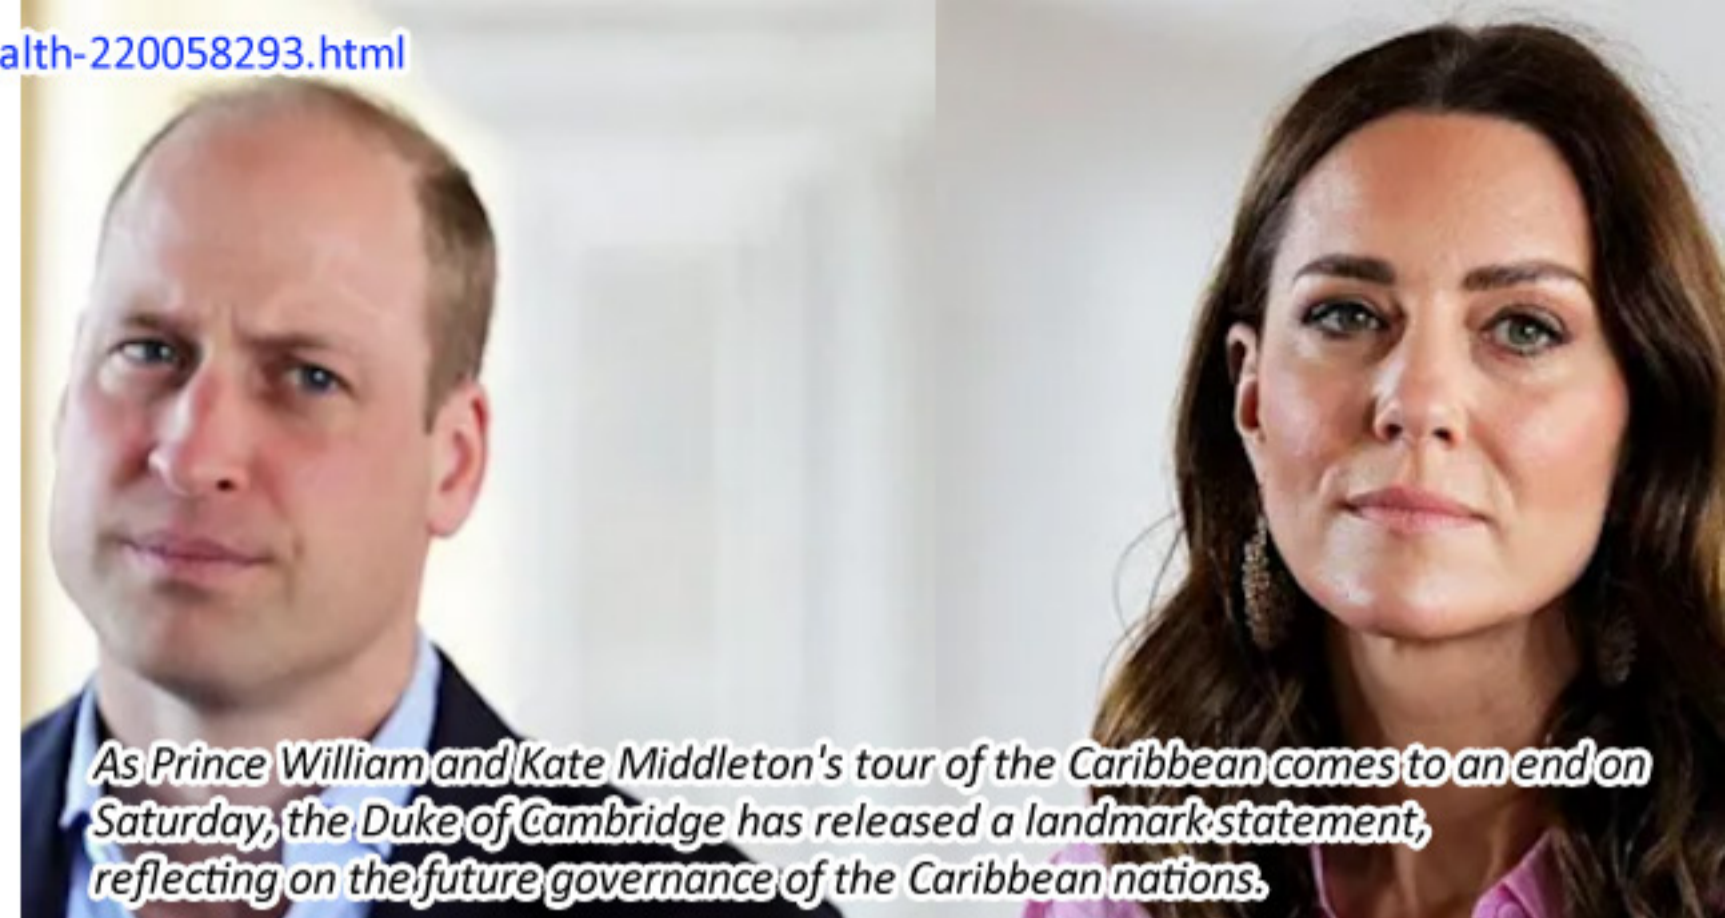 alth-220058293.html
As Prince William and Kate Middleton's tour of the Caribbean comes to an end on
Saturday, the Duke of Cambridge has released a landmark statement,
reflecting on the future governance of the Caribbean nations.